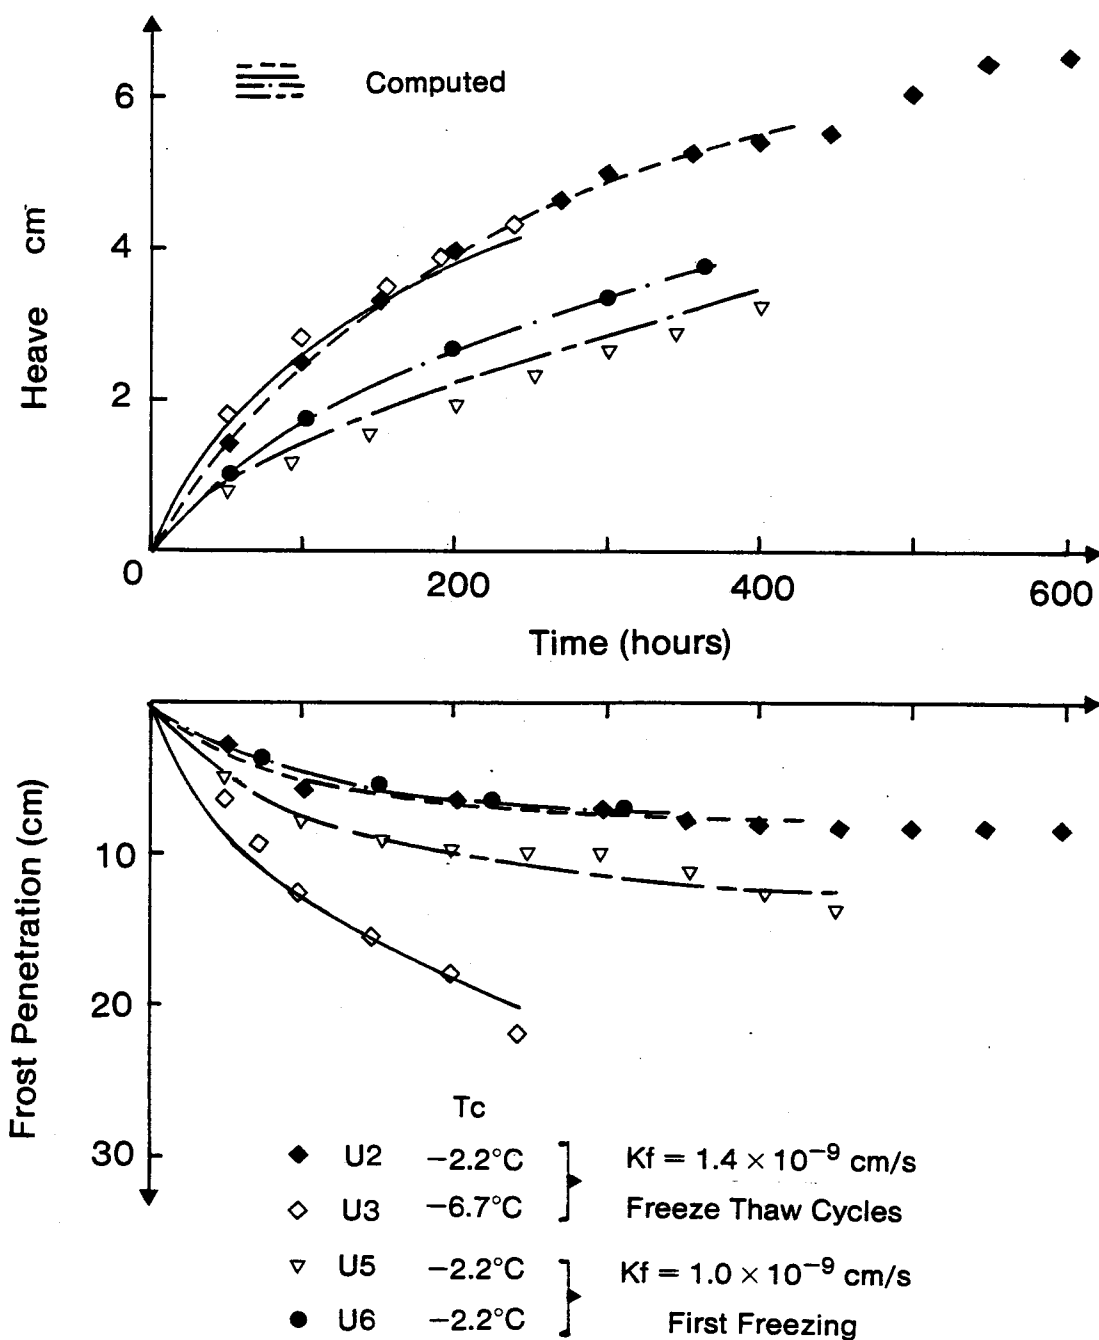 Computed
6
4
2
0
Heave cm
200
400
600
Time (hours)
10
20
30
Frost Penetration (cm)
Tc
U2 −2.2°C Kf = 1.4 × 10⁻⁹ cm/s
U3 −6.7°C Freeze Thaw Cycles
U5 −2.2°C Kf = 1.0 × 10⁻⁹ cm/s
U6 −2.2°C First Freezing